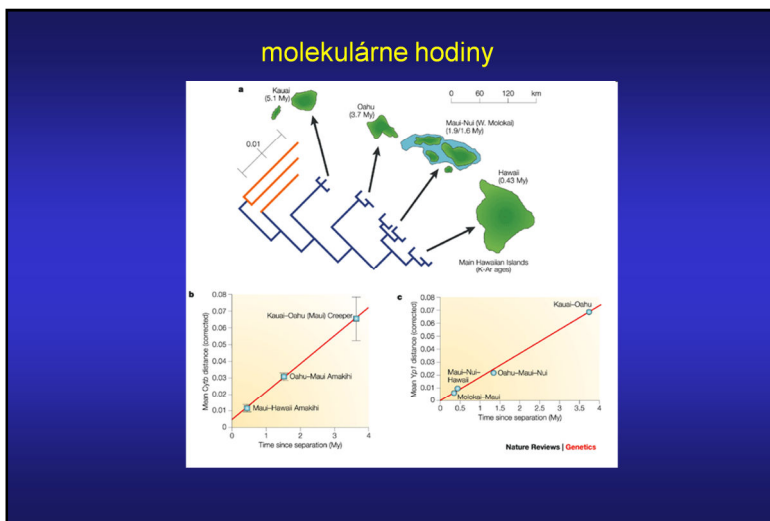 molekulárne hodiny
a
Kauai
(5.1 My)
Oahu
(3.7 My)
0 60 120 km
Maui-Nui (W. Molokai)
(1.9/1.6 My)
0.01
Hawaii
(0.43 My)
Main Hawaiian Islands
(K-Ar ages)
b
Mean Cytb distance (corrected)
0.08
0.07
0.06
0.05
0.04
0.03
0.02
0.01
Kauai–Oahu (Maui) Creeper
Oahu–Maui Amakihi
Maui–Hawaii Amakihi
0 1 2 3 4
Time since separation (My)
c
Mean Yp1 distance (corrected)
0.08
0.07
0.06
0.05
0.04
0.03
0.02
0.01
0
Kauai-Oahu
Maui-Nui–
Hawaii
Oahu–Maui-Nui
Molokai–Maui
0 0.5 1 1.5 2 2.5 3 3.5 4
Time since separation (My)
Nature Reviews | Genetics